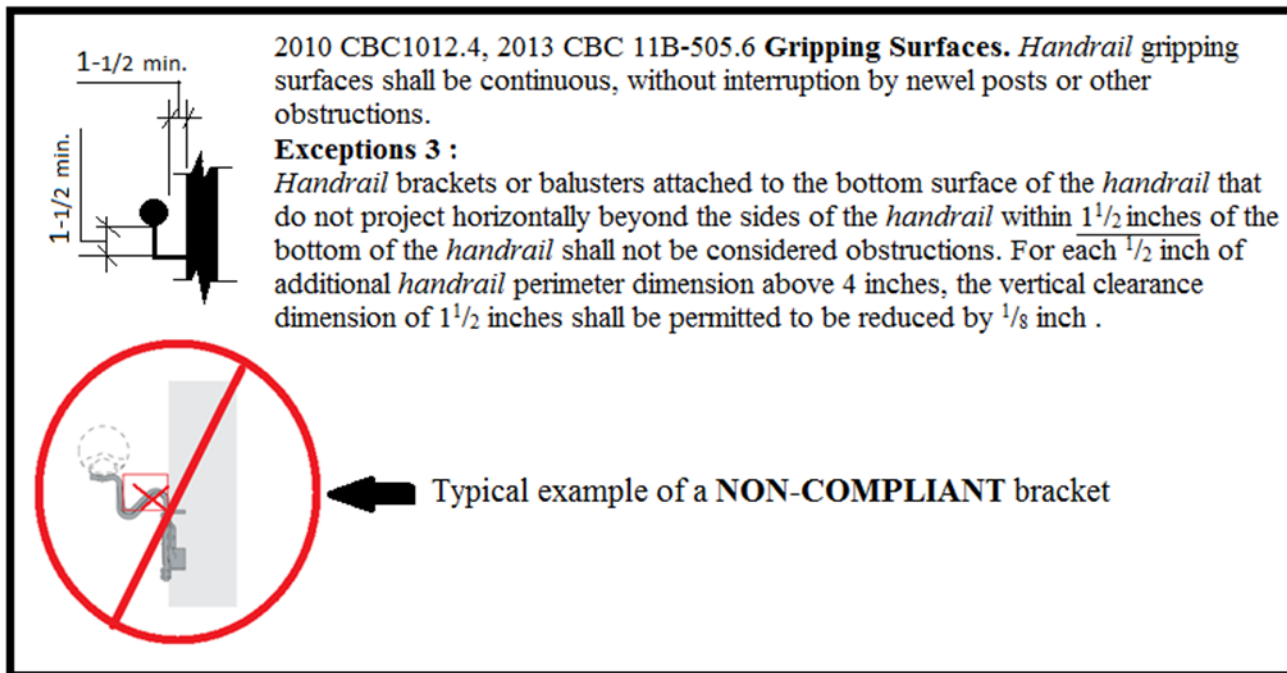 2010 CBC1012.4, 2013 CBC 11B-505.6 Gripping Surfaces. Handrail gripping
surfaces shall be continuous, without interruption by newel posts or other
obstructions.
Exceptions 3 :
Handrail brackets or balusters attached to the bottom surface of the handrail that
do not project horizontally beyond the sides of the handrail within 1 1/2 inches of the
bottom of the handrail shall not be considered obstructions. For each 1/2 inch of
additional handrail perimeter dimension above 4 inches, the vertical clearance
dimension of 1 1/2 inches shall be permitted to be reduced by 1/8 inch .
1-1/2 min.
1-1/2 min.
Typical example of a NON-COMPLIANT bracket